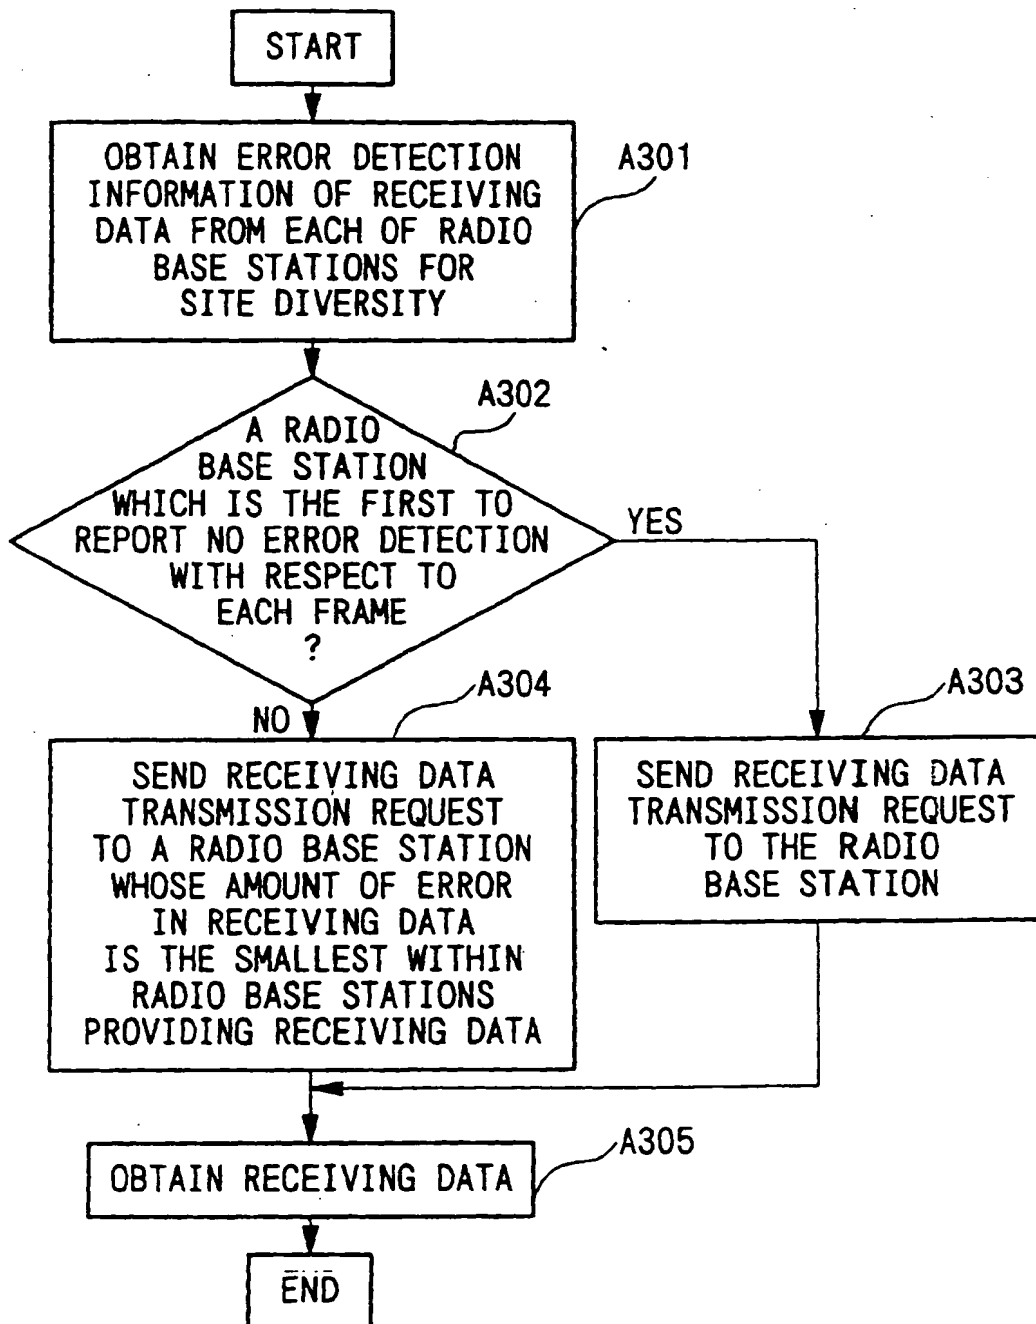 START
OBTAIN ERROR DETECTION
INFORMATION OF RECEIVING
DATA FROM EACH OF RADIO
BASE STATIONS FOR
SITE DIVERSITY
A301
A302
A RADIO
BASE STATION
WHICH IS THE FIRST TO
REPORT NO ERROR DETECTION
WITH RESPECT TO
EACH FRAME
?
YES
NO
A304
SEND RECEIVING DATA
TRANSMISSION REQUEST
TO A RADIO BASE STATION
WHOSE AMOUNT OF ERROR
IN RECEIVING DATA
IS THE SMALLEST WITHIN
RADIO BASE STATIONS
PROVIDING RECEIVING DATA
A303
SEND RECEIVING DATA
TRANSMISSION REQUEST
TO THE RADIO
BASE STATION
A305
OBTAIN RECEIVING DATA
END